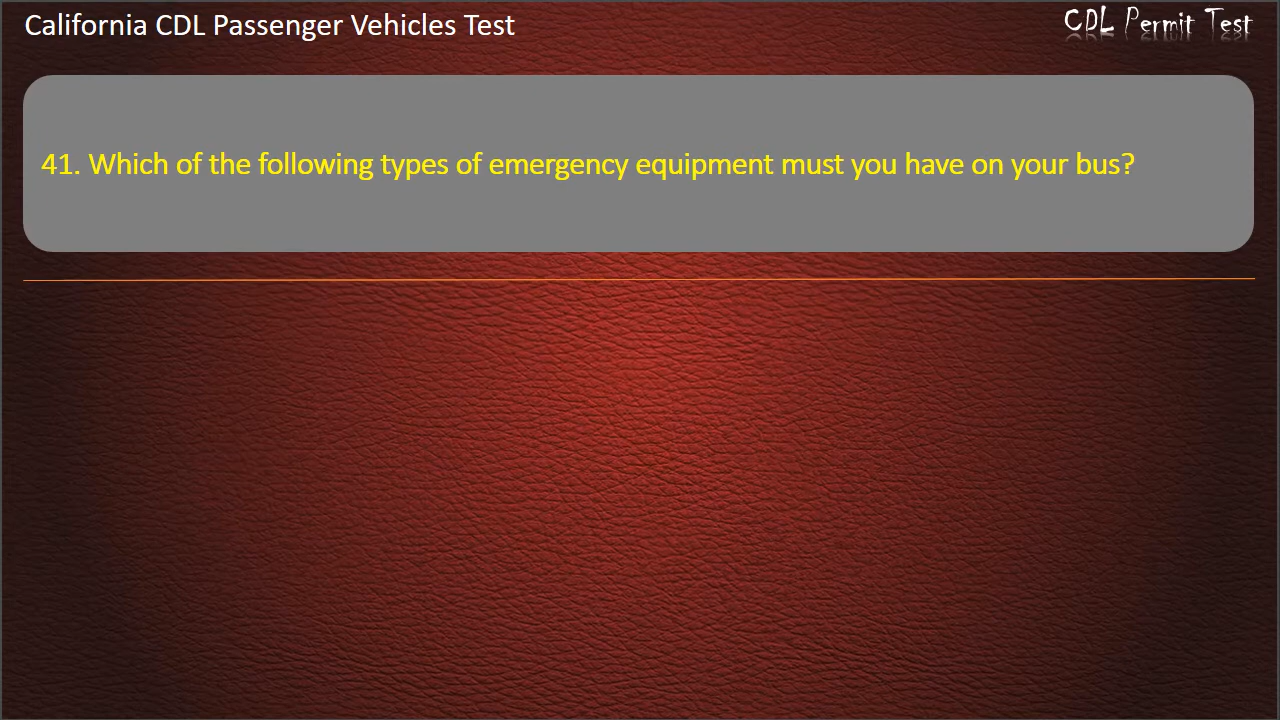 California CDL Passenger Vehicles Test
CDL Permit Test
41. Which of the following types of emergency equipment must you have on your bus?